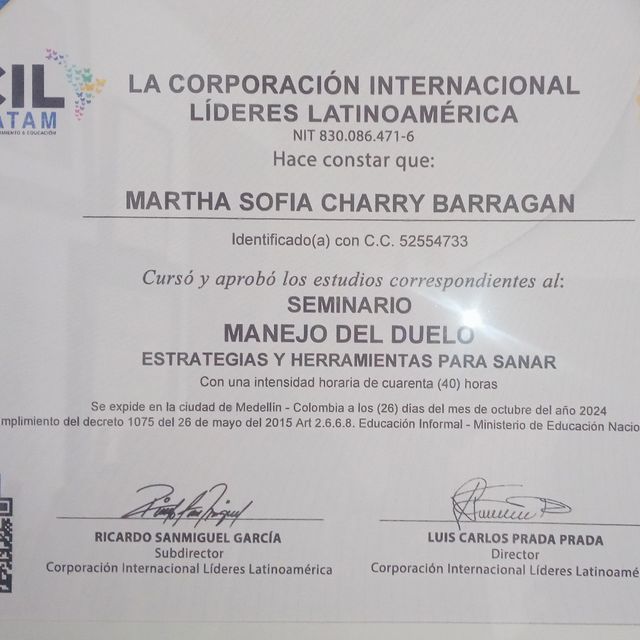 CIL
LATAM
LA CORPORACIÓN INTERNACIONAL
LÍDERES LATINOAMÉRICA
NIT 830.086.471-6
Hace constar que:
MARTHA SOFIA CHARRY BARRAGAN
Identificado(a) con C.C. 52554733
Cursó y aprobó los estudios correspondientes al:
SEMINARIO
MANEJO DEL DUELO
ESTRATEGIAS Y HERRAMIENTAS PARA SANAR
Con una intensidad horaria de cuarenta (40) horas
Se expide en la ciudad de Medellín - Colombia a los (26) dias del mes de octubre del año 2024
mplimiento del decreto 1075 del 26 de mayo del 2015 Art 2.6.6.8. Educación Informal - Ministerio de Educación Nacio
RICARDO SANMIGUEL GARCÍA
Subdirector
Corporación Internacional Líderes Latinoamérica
LUIS CARLOS PRADA PRADA
Director
Corporación Internacional Líderes Latinoamé